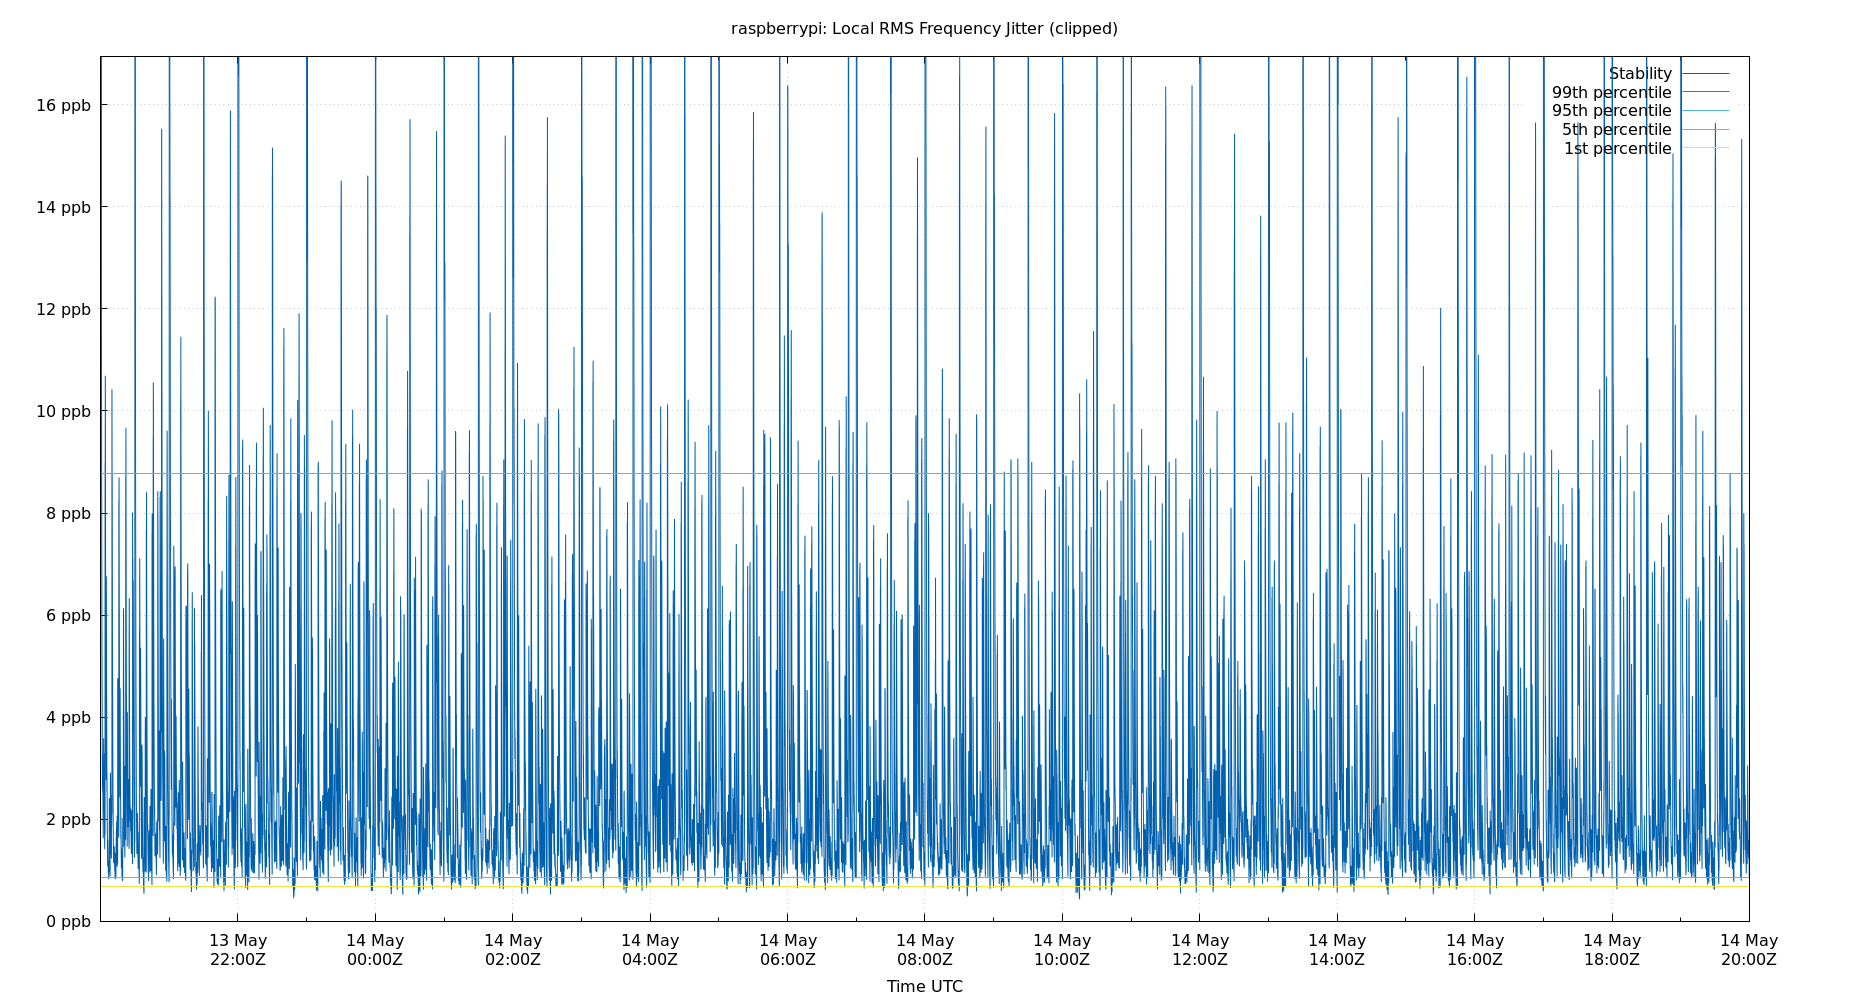 raspberrypi: Local RMS Frequency Jitter (clipped)
Stability
99th percentile
95th percentile
5th percentile
1st percentile
16 ppb
14 ppb
12 ppb
10 ppb
8 ppb
6 ppb
4 ppb
2 ppb
0 ppb
13 May 14 May 14 May 14 May 14 May 14 May 14 May 14 May 14 May 14 May 14 May 14 May
22:00Z 00:00Z 02:00Z 04:00Z 06:00Z 08:00Z 10:00Z 12:00Z 14:00Z 16:00Z 18:00Z 20:00Z
Time UTC